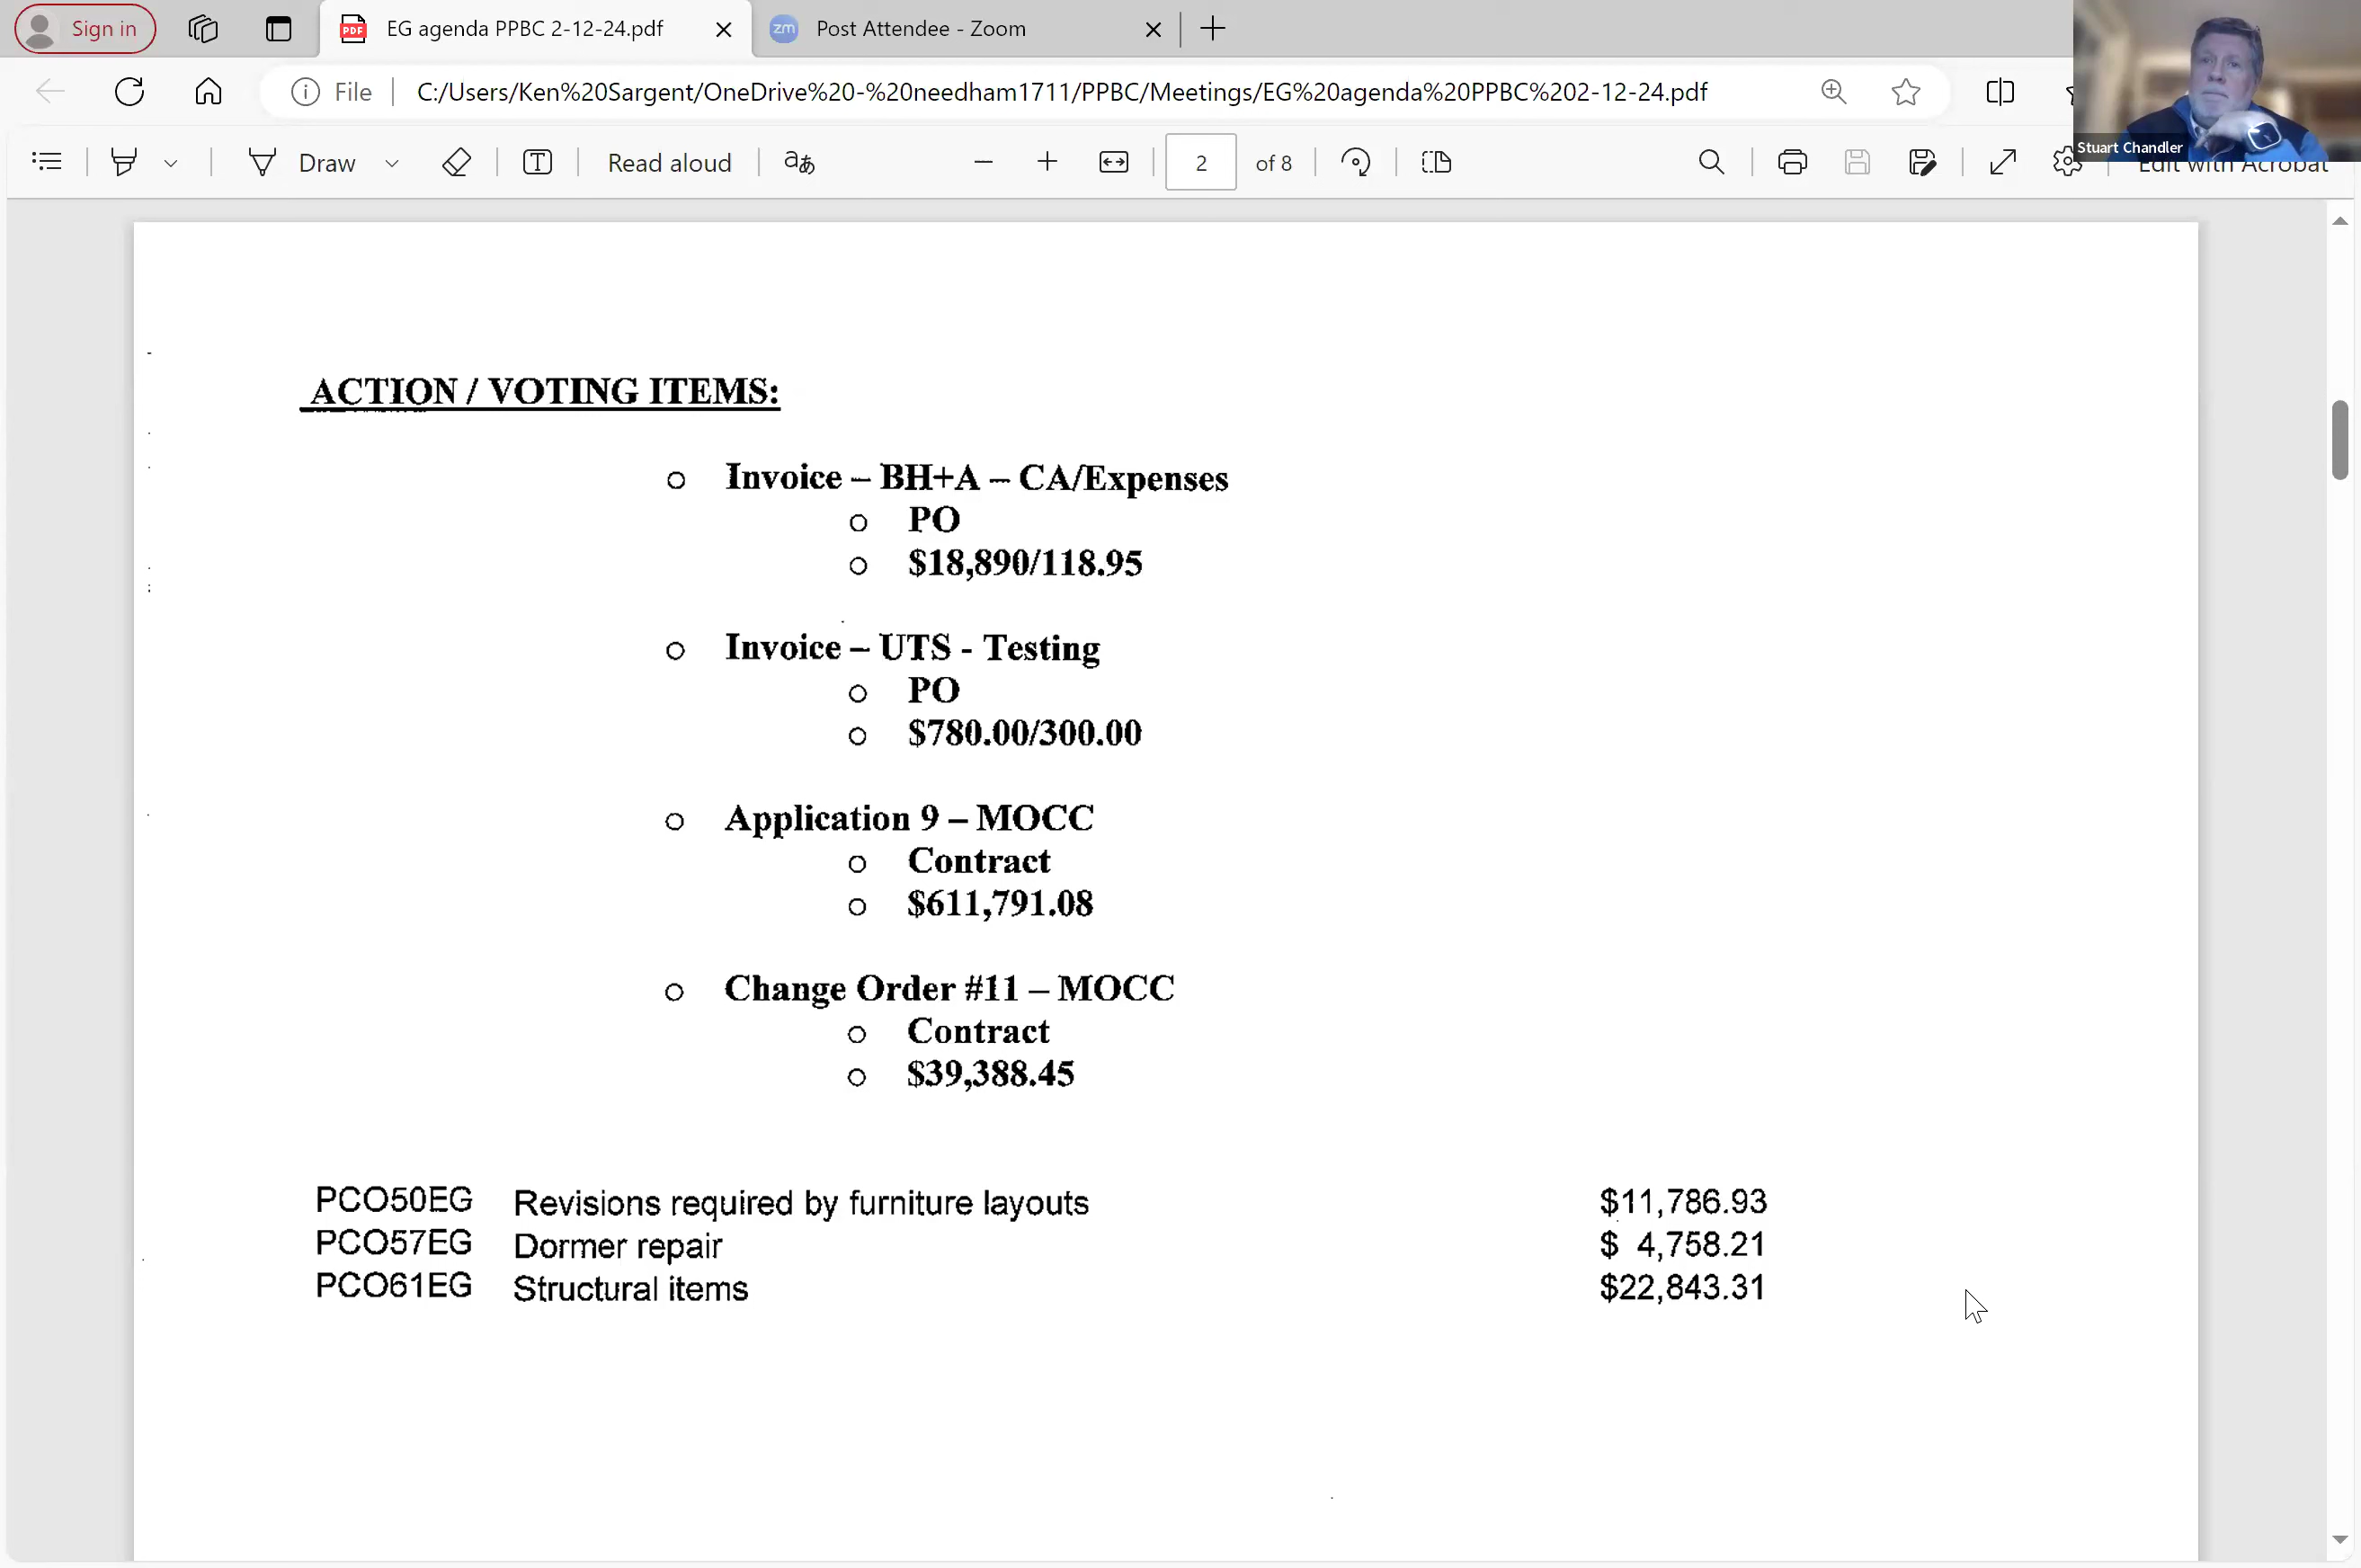 Sign in
EG agenda PPBC 2-12-24.pdf
zm Post Attendee - Zoom
File
C:/Users/Ken%20Sargent/OneDrive%20-%20needham1711/PPBC/Meetings/EG%20agenda%20PPBC%202-12-24.pdf
Draw
Read aloud
2 of 8
Edit with Acrobat
Stuart Chandler
ACTION / VOTING ITEMS:
Invoice – BH+A – CA/Expenses
PO
$18,890/118.95
Invoice – UTS - Testing
PO
$780.00/300.00
Application 9 – MOCC
Contract
$611,791.08
Change Order #11 – MOCC
Contract
$39,388.45
PCO50EG Revisions required by furniture layouts $11,786.93
PCO57EG Dormer repair $ 4,758.21
PCO61EG Structural items $22,843.31